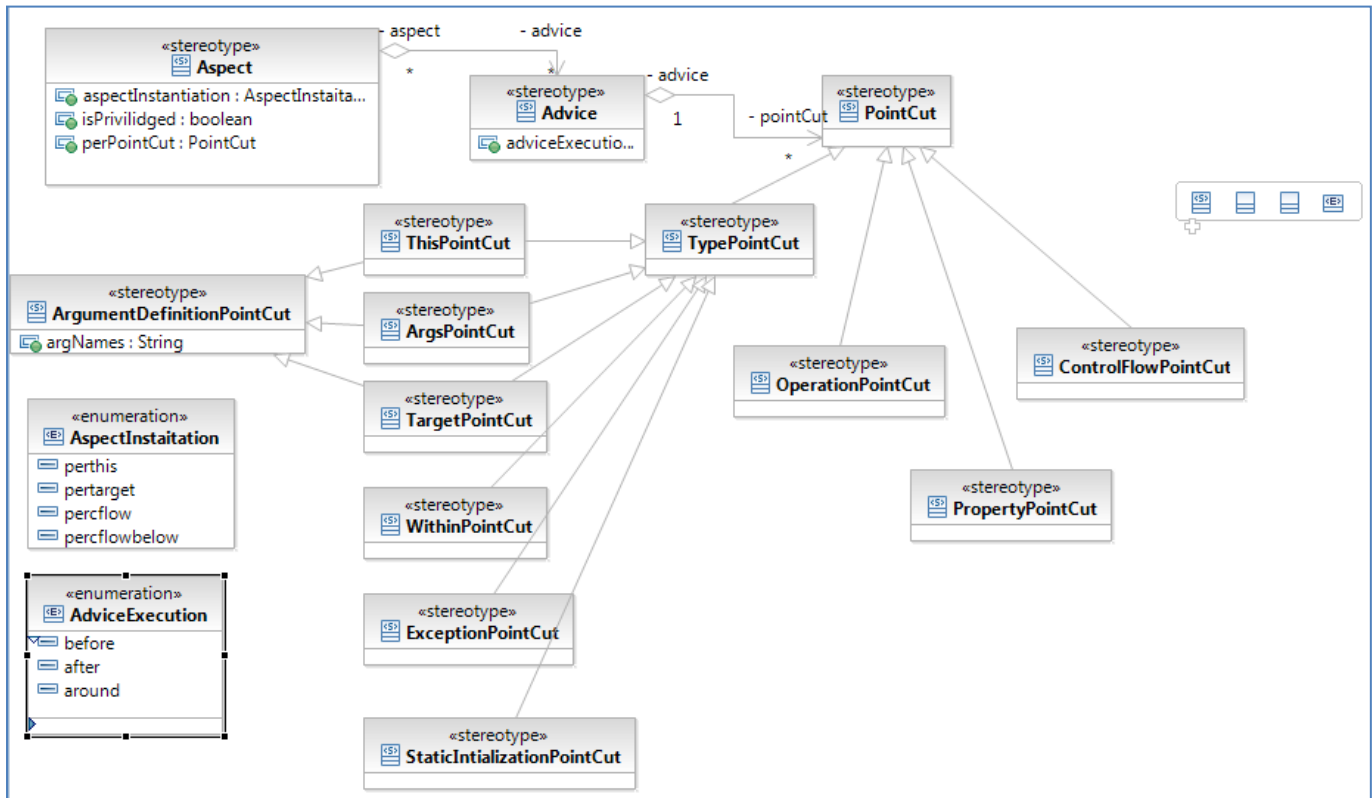 - aspect
- advice
«stereotype»
Aspect
*
*
aspectInstantiation : AspectInstaita...
isPrivilidged : boolean
perPointCut : PointCut
- advice
«stereotype»
Advice
1
adviceExecutio...
- pointCut
*
«stereotype»
PointCut
«stereotype»
ThisPointCut
«stereotype»
TypePointCut
«stereotype»
ArgumentDefinitionPointCut
argNames : String
«stereotype»
ArgsPointCut
«stereotype»
OperationPointCut
«stereotype»
ControlFlowPointCut
«stereotype»
TargetPointCut
«enumeration»
AspectInstaitation
perthis
pertarget
percflow
percflowbelow
«stereotype»
WithinPointCut
«stereotype»
PropertyPointCut
«enumeration»
AdviceExecution
before
after
around
«stereotype»
ExceptionPointCut
«stereotype»
StaticIntializationPointCut